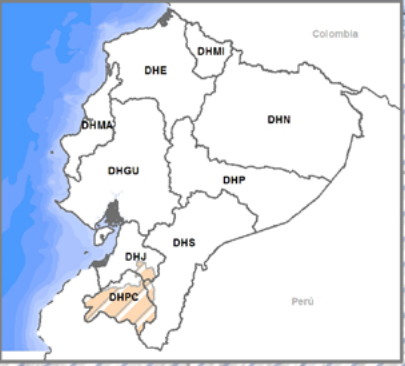 Colombia
DHMI
DHE
DHN
DHMA
DHGU
DHP
DHS
DHJ
DHPC
Perú